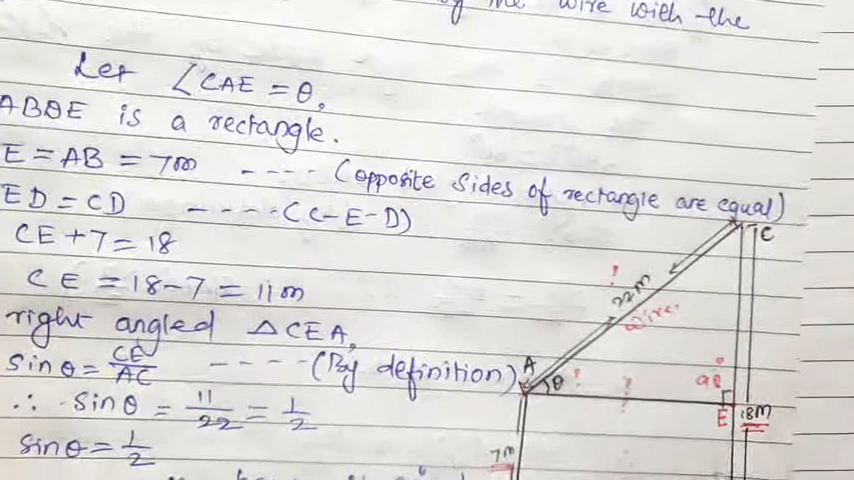 the wire with the
Let ∠CAE = θ,
ABDE is a rectangle.
E = AB = 7m ---- (opposite sides of rectangle are equal)
ED = CD ----- (C-E-D)
CE + 7 = 18
CE = 18 - 7 = 11m
right angled △CEA,
sinθ = CE/AC ---- (By definition)
∴ sinθ = 11/22 = 1/2
sinθ = 1/2
C
22m
wire.
A
θ
90
E
18m
7m